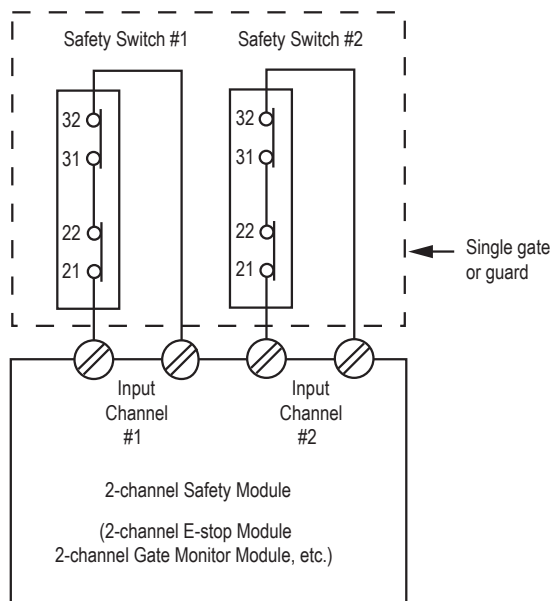 Safety Switch #1
Safety Switch #2
32
31
22
21
32
31
22
21
Single gate
or guard
Input
Channel
#1
Input
Channel
#2
2-channel Safety Module
(2-channel E-stop Module
2-channel Gate Monitor Module, etc.)